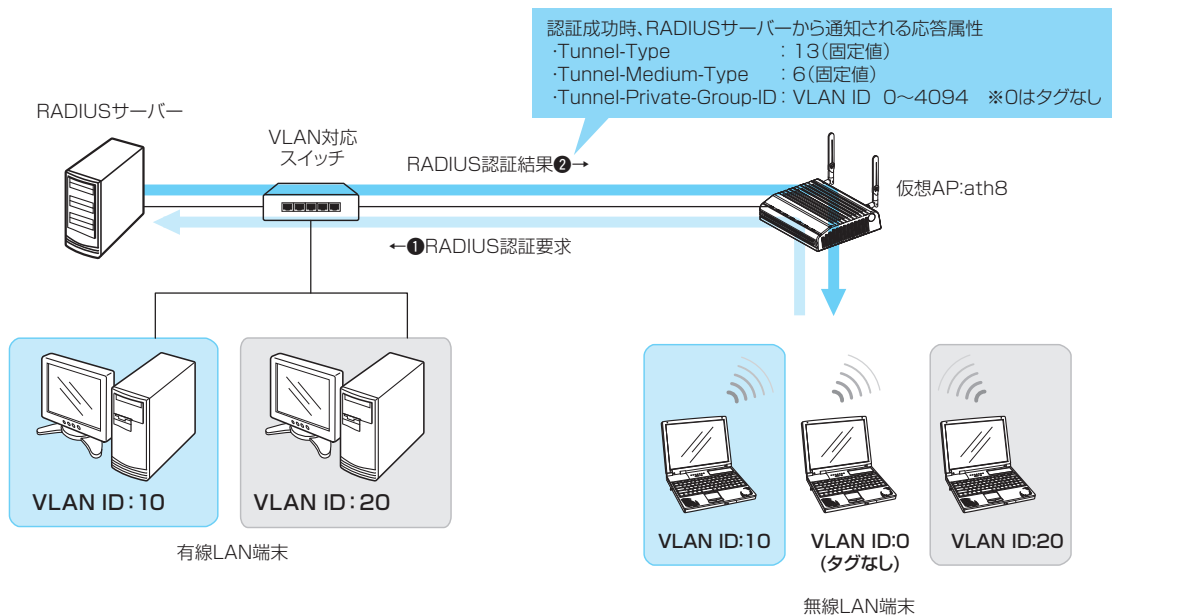 認証成功時、RADIUSサーバーから通知される応答属性
·Tunnel-Type : 13(固定値)
·Tunnel-Medium-Type : 6(固定値)
·Tunnel-Private-Group-ID : VLAN ID 0～4094 ※0はタグなし
RADIUSサーバー
VLAN対応
スイッチ
RADIUS認証結果❷→
仮想AP:ath8
←❶RADIUS認証要求
VLAN ID:10
VLAN ID:20
有線LAN端末
VLAN ID:10
VLAN ID:0
(タグなし)
VLAN ID:20
無線LAN端末